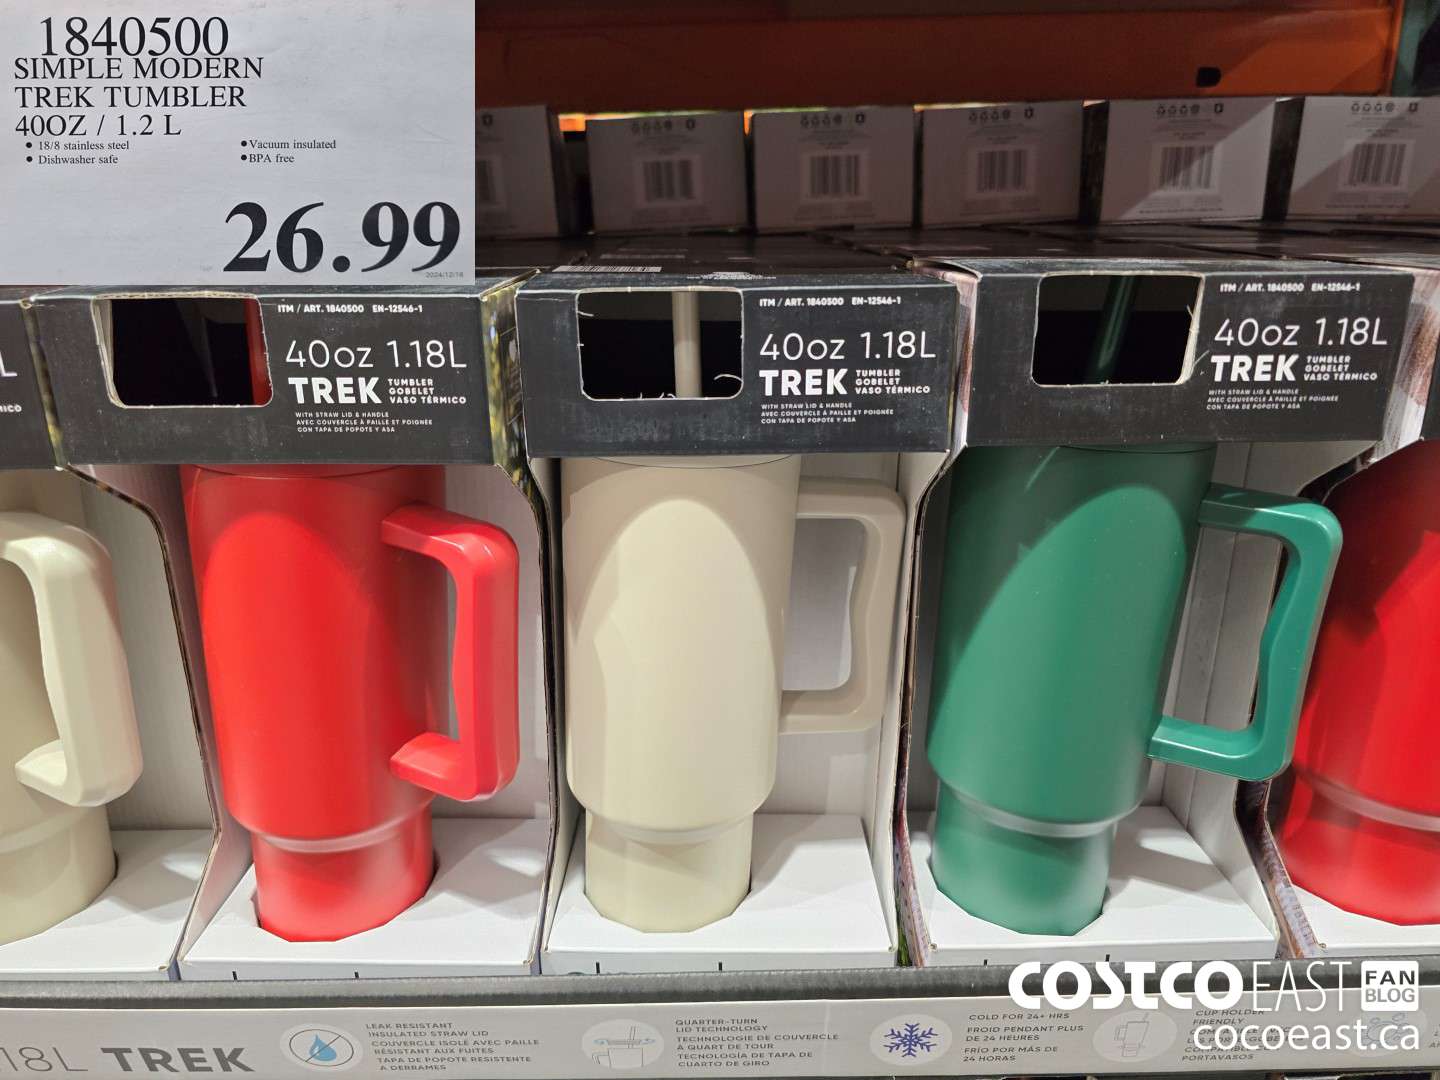 1840500
SIMPLE MODERN
TREK TUMBLER
40OZ / 1.2 L
• 18/8 stainless steel
• Vacuum insulated
• Dishwasher safe
• BPA free
26.99
2024/12/16
L
MICO
ITM / ART. 1840500 EN-12546-1
40oz 1.18L
TREK TUMBLER
GOBELET
VASO TÉRMICO
WITH STRAW LID & HANDLE
AVEC COUVERCLE À PAILLE ET POIGNÉE
CON TAPA DE POPOTE Y ASA
ITM / ART. 1840500 EN-12546-1
40oz 1.18L
TREK TUMBLER
GOBELET
VASO TÉRMICO
WITH STRAW LID & HANDLE
AVEC COUVERCLE À PAILLE ET POIGNÉE
CON TAPA DE POPOTE Y ASA
ITM / ART. 1840500 EN-12546-1
40oz 1.18L
TREK TUMBLER
GOBELET
VASO TÉRMICO
WITH STRAW LID & HANDLE
AVEC COUVERCLE À PAILLE ET POIGNÉE
CON TAPA DE POPOTE Y ASA
.18L TREK
LEAK RESISTANT
INSULATED STRAW LID
COUVERCLE ISOLÉ AVEC PAILLE
RÉSISTANT AUX FUITES
TAPA DE POPOTE RESISTENTE
A DERRAMES
QUARTER-TURN
LID TECHNOLOGY
TECHNOLOGIE DE COUVERCLE
À QUART DE TOUR
TECNOLOGÍA DE TAPA DE
CUARTO DE GIRO
COLD FOR 24+ HRS
FROID PENDANT PLUS
DE 24 HEURES
FRÍO POR MÁS DE
24 HORAS
CUP HOLDER
FRIENDLY
PORTAVASOS
COSTCO EAST FAN BLOG
cocoeast.ca